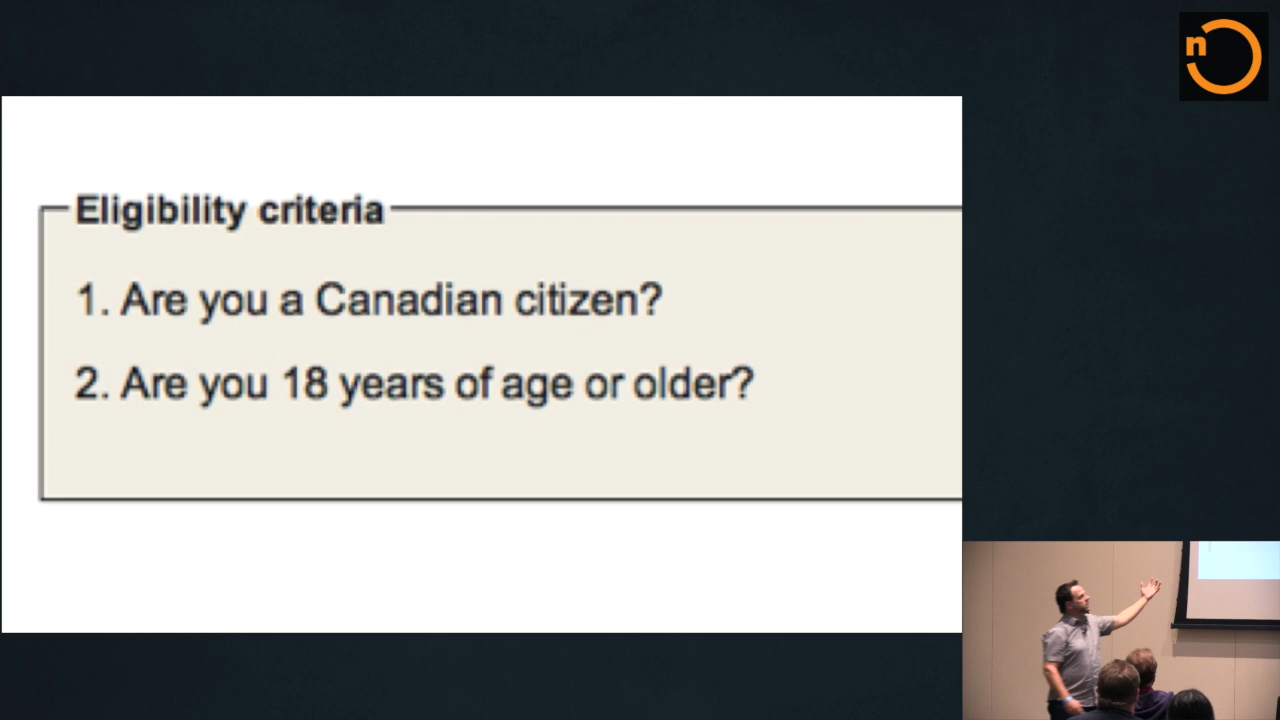 n
Eligibility criteria
1. Are you a Canadian citizen?
2. Are you 18 years of age or older?